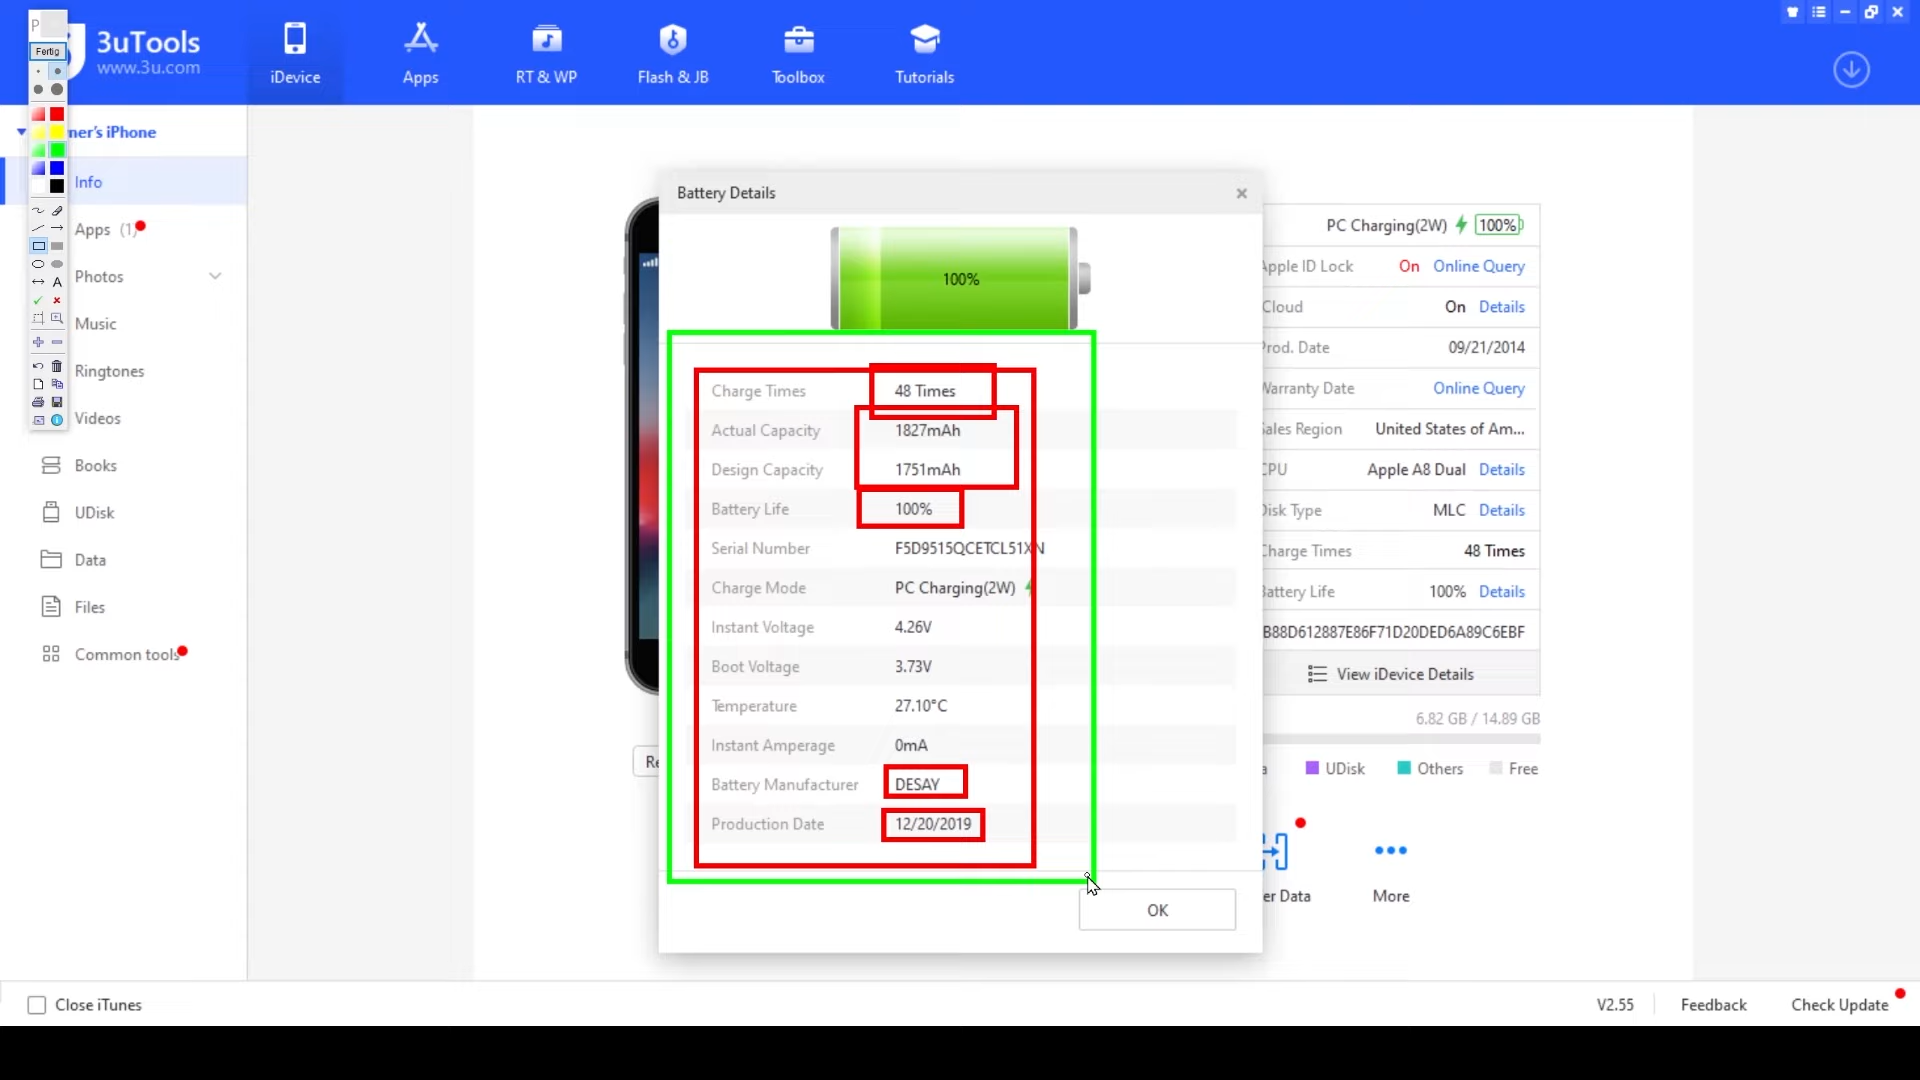 P
Fertig
3uTools
www.3u.com
iDevice
Apps
RT & WP
Flash & JB
Toolbox
Tutorials
ner's iPhone
Info
Apps (1)
Photos
Music
Ringtones
Videos
Books
UDisk
Data
Files
Common tools
Battery Details
100%
Charge Times 48 Times
Actual Capacity 1827mAh
Design Capacity 1751mAh
Battery Life 100%
Serial Number F5D9515QCETCL51XN
Charge Mode PC Charging(2W)
Instant Voltage 4.26V
Boot Voltage 3.73V
Temperature 27.10°C
Instant Amperage 0mA
Battery Manufacturer DESAY
Production Date 12/20/2019
OK
Re
PC Charging(2W) 100%
Apple ID Lock On Online Query
Cloud On Details
Prod. Date 09/21/2014
Warranty Date Online Query
Sales Region United States of Am...
CPU Apple A8 Dual Details
Disk Type MLC Details
Charge Times 48 Times
Battery Life 100% Details
B88D612887E86F71D20DED6A89C6EBF
View iDevice Details
6.82 GB / 14.89 GB
a UDisk Others Free
er Data
More
Close iTunes
V2.55
Feedback
Check Update